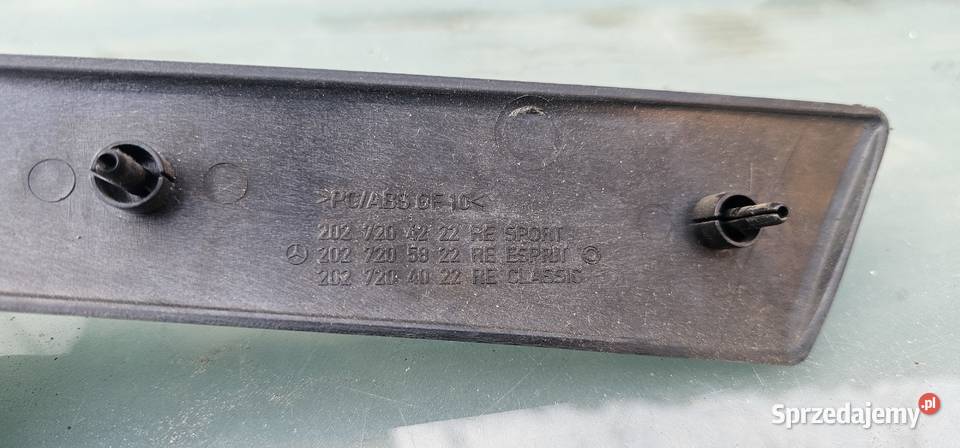 >PC/ABS GF 10<
202 720 42 22 RE SPORT
202 720 58 22 RE ESPRIT
202 720 40 22 RE CLASSIC
Sprzedajemy .pl